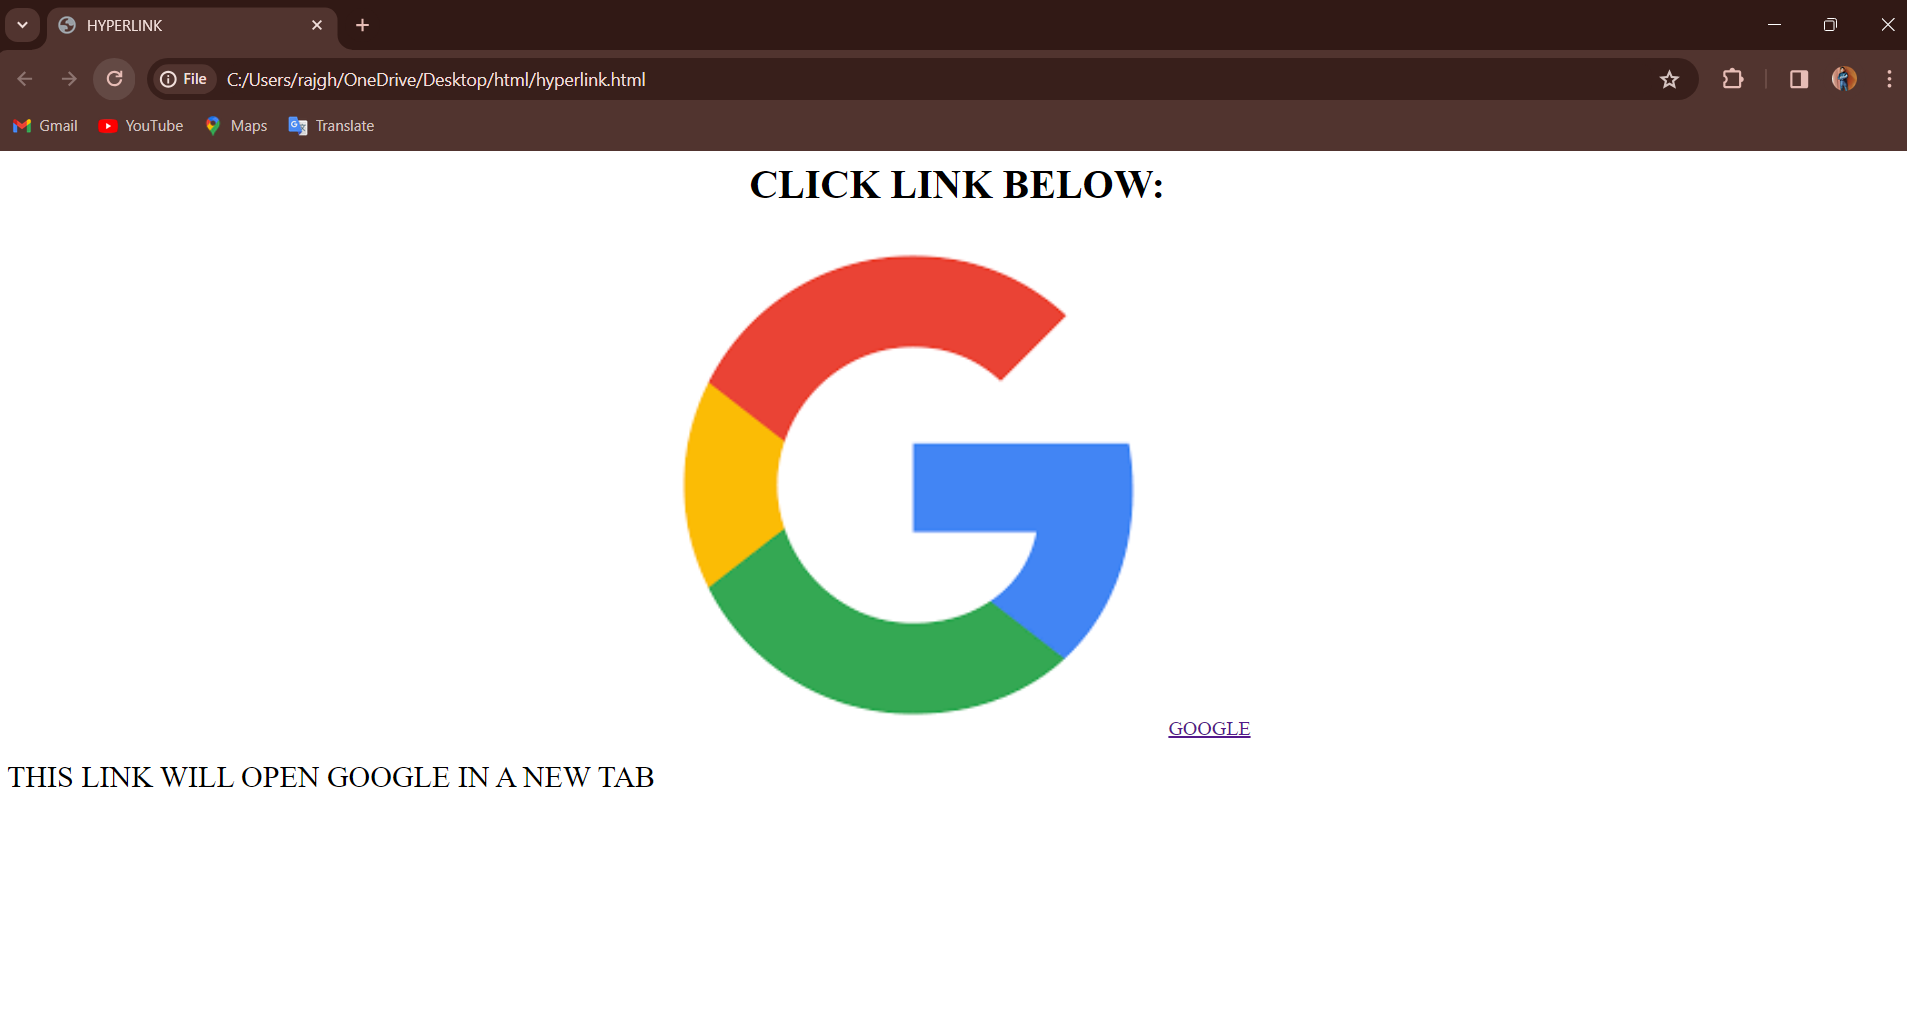 HYPERLINK
File C:/Users/rajgh/OneDrive/Desktop/html/hyperlink.html
Gmail YouTube Maps Translate
CLICK LINK BELOW:
GOOGLE
THIS LINK WILL OPEN GOOGLE IN A NEW TAB